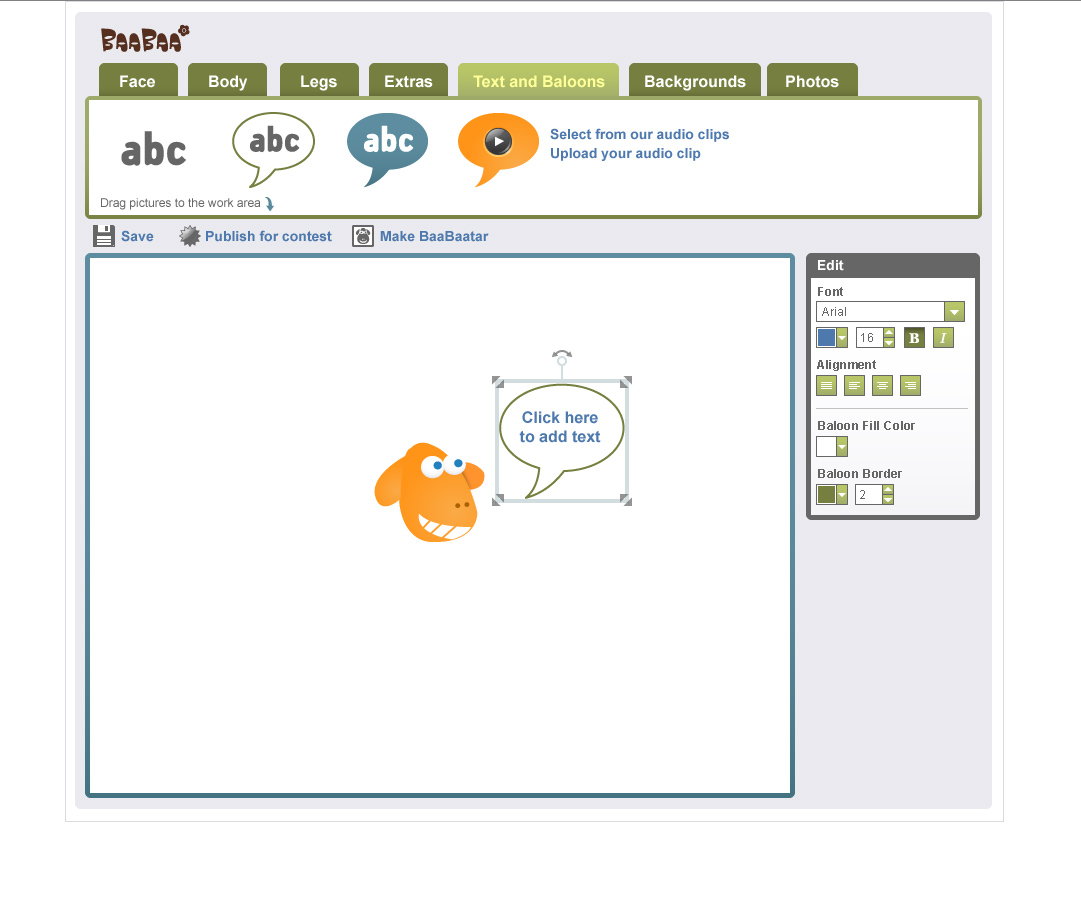 BAABAA
Face
Body
Legs
Extras
Text and Baloons
Backgrounds
Photos
abc
abc
abc
Select from our audio clips
Upload your audio clip
Drag pictures to the work area
Save
Publish for contest
Make BaaBaatar
Edit
Font
Arial
16
B
I
Alignment
Baloon Fill Color
Baloon Border
2
Click here
to add text